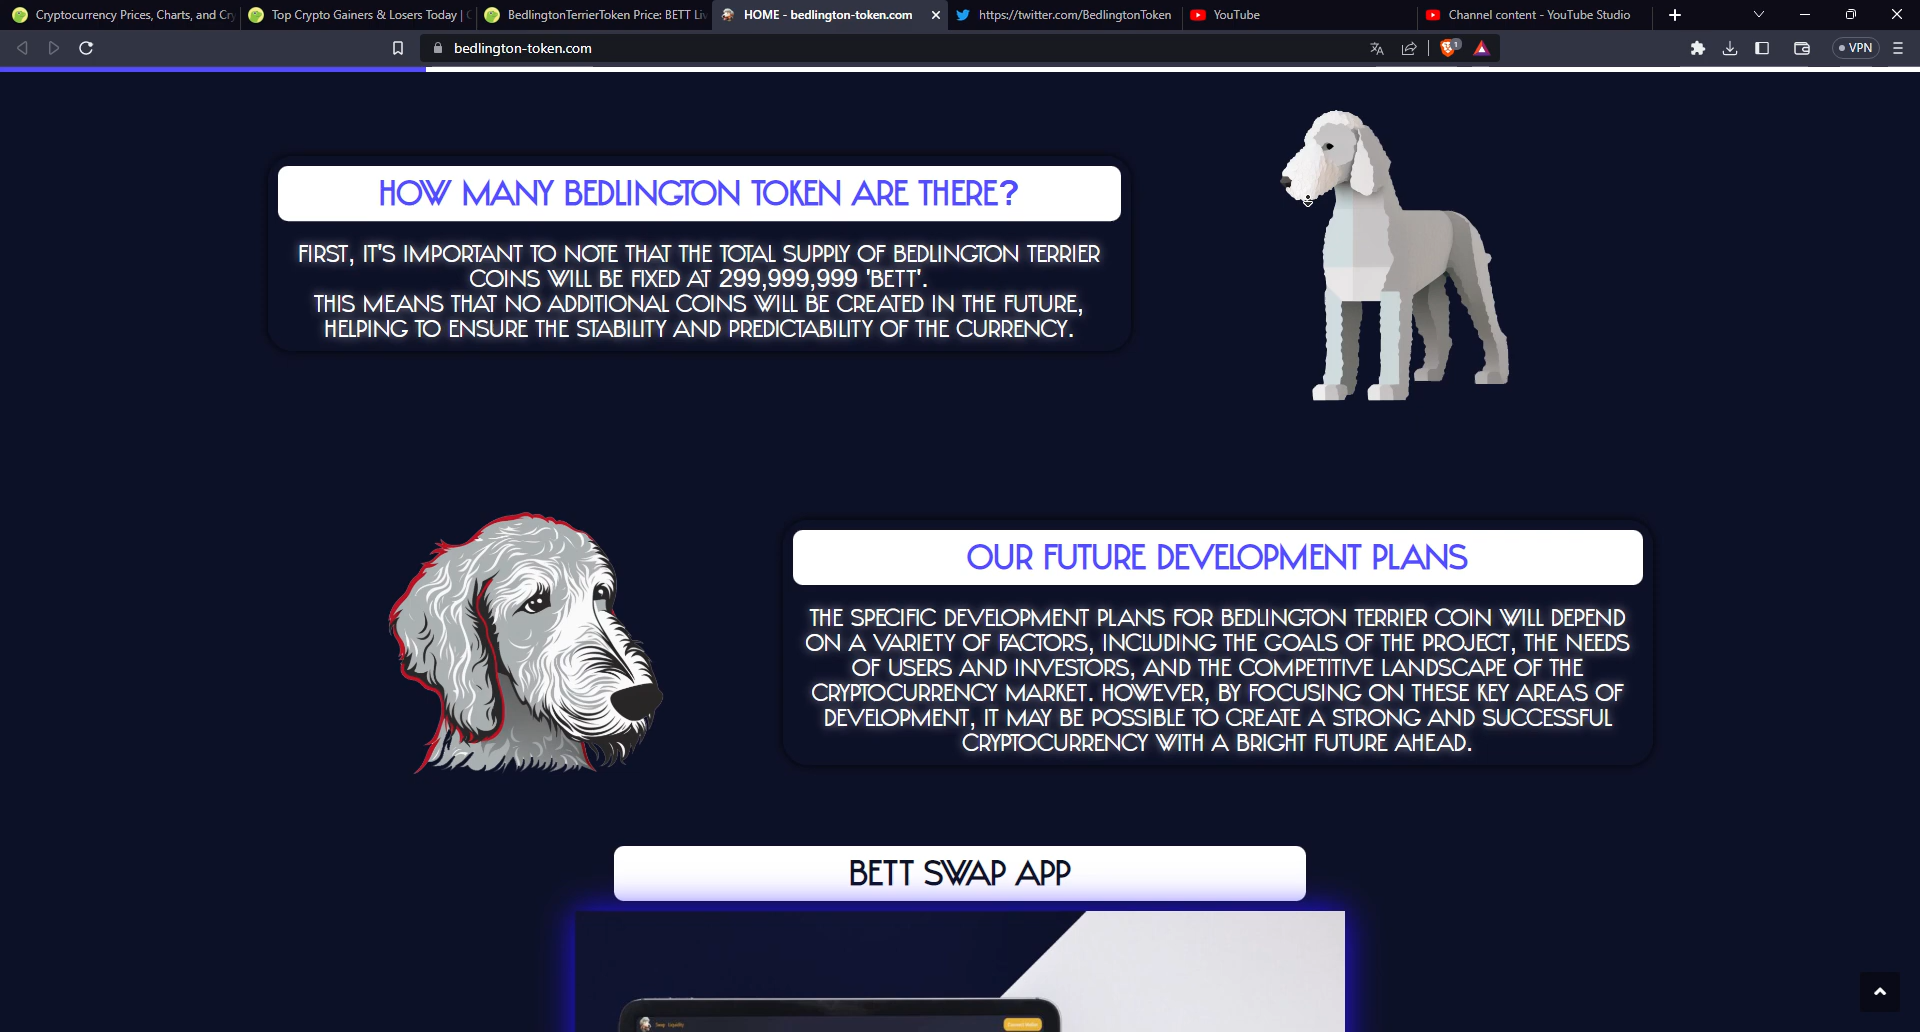 Cryptocurrency Prices, Charts, and Cr
Top Crypto Gainers & Losers Today |
BedlingtonTerrierToken Price: BETT Liv
HOME - bedlington-token.com
https://twitter.com/BedlingtonToken
YouTube
Channel content - YouTube Studio
bedlington-token.com
1
VPN
HOW MANY BEDLINGTON TOKEN ARE THERE?
FIRST, IT'S IMPORTANT TO NOTE THAT THE TOTAL SUPPLY OF BEDLINGTON TERRIER
COINS WILL BE FIXED AT 299,999,999 'BETT'.
THIS MEANS THAT NO ADDITIONAL COINS WILL BE CREATED IN THE FUTURE,
HELPING TO ENSURE THE STABILITY AND PREDICTABILITY OF THE CURRENCY.
OUR FUTURE DEVELOPMENT PLANS
THE SPECIFIC DEVELOPMENT PLANS FOR BEDLINGTON TERRIER COIN WILL DEPEND
ON A VARIETY OF FACTORS, INCLUDING THE GOALS OF THE PROJECT, THE NEEDS
OF USERS AND INVESTORS, AND THE COMPETITIVE LANDSCAPE OF THE
CRYPTOCURRENCY MARKET. HOWEVER, BY FOCUSING ON THESE KEY AREAS OF
DEVELOPMENT, IT MAY BE POSSIBLE TO CREATE A STRONG AND SUCCESSFUL
CRYPTOCURRENCY WITH A BRIGHT FUTURE AHEAD.
BETT SWAP APP